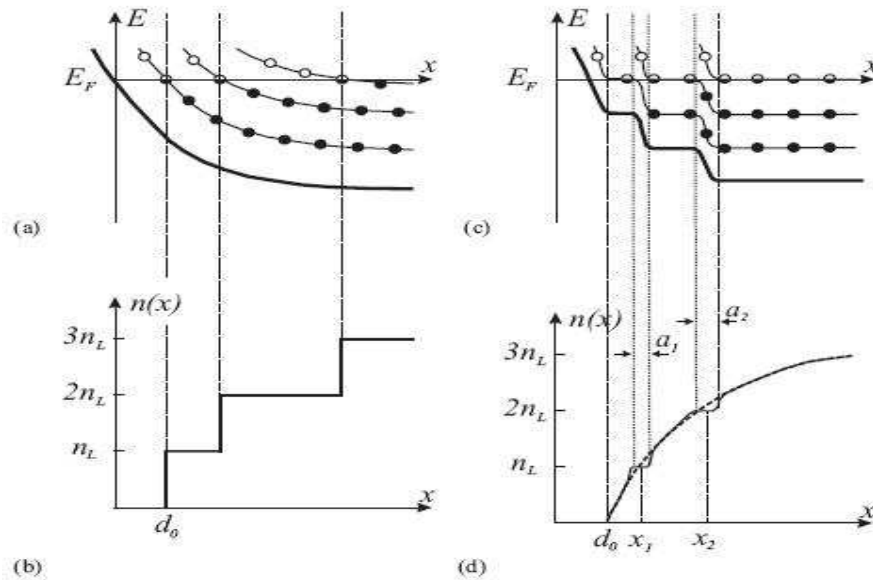 E
x
E_F
(a)
n(x)
3n_L
2n_L
n_L
x
d_0
(b)
E
x
E_F
(c)
n(x)
a_2
a_1
3n_L
2n_L
n_L
x
d_0 x_1 x_2
(d)